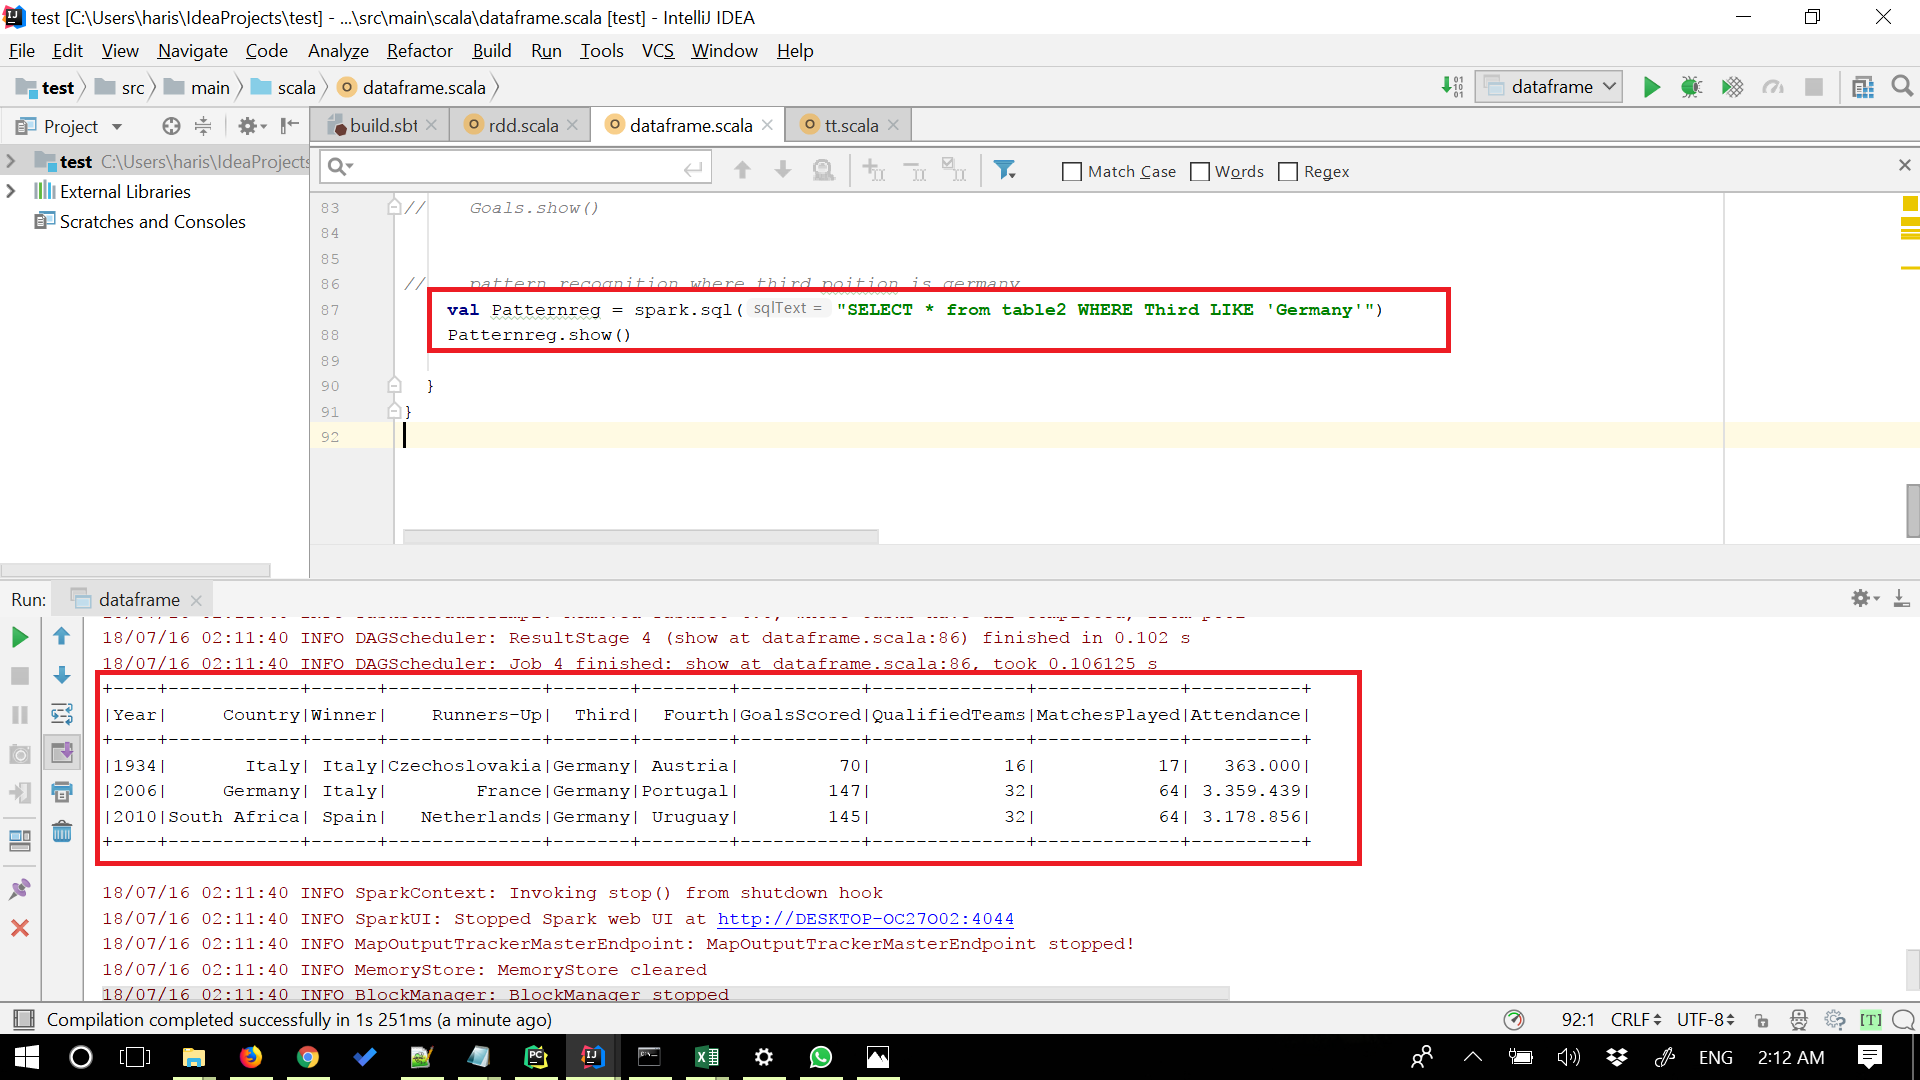 test [C:\Users\haris\IdeaProjects\test] - ...\src\main\scala\dataframe.scala [test] - IntelliJ IDEA
File Edit View Navigate Code Analyze Refactor Build Run Tools VCS Window Help
test src main scala dataframe.scala dataframe
Project build.sbt rdd.scala dataframe.scala tt.scala
test C:\Users\haris\IdeaProjects
Match Case Words Regex
External Libraries
Scratches and Consoles
83 // Goals.show()
84
85
86 // pattern recognition where third poition is germany
87 val Patternreg = spark.sql( sqlText = "SELECT * from table2 WHERE Third LIKE 'Germany'")
88 Patternreg.show()
89
90 }
91 }
92
Run: dataframe
18/07/16 02:11:40 INFO DAGScheduler: ResultStage 4 (show at dataframe.scala:86) finished in 0.102 s
18/07/16 02:11:40 INFO DAGScheduler: Job 4 finished: show at dataframe.scala:86, took 0.106125 s
+----+------------+------+--------------+-------+--------+-----------+--------------+-------------+----------+
|Year|     Country|Winner|    Runners-Up|  Third|  Fourth|GoalsScored|QualifiedTeams|MatchesPlayed|Attendance|
+----+------------+------+--------------+-------+--------+-----------+--------------+-------------+----------+
|1934|       Italy| Italy|Czechoslovakia|Germany| Austria|         70|            16|           17|   363.000|
|2006|     Germany| Italy|        France|Germany|Portugal|        147|            32|           64| 3.359.439|
|2010|South Africa| Spain|   Netherlands|Germany| Uruguay|        145|            32|           64| 3.178.856|
+----+------------+------+--------------+-------+--------+-----------+--------------+-------------+----------+
18/07/16 02:11:40 INFO SparkContext: Invoking stop() from shutdown hook
18/07/16 02:11:40 INFO SparkUI: Stopped Spark web UI at http://DESKTOP-OC27O02:4044
18/07/16 02:11:40 INFO MapOutputTrackerMasterEndpoint: MapOutputTrackerMasterEndpoint stopped!
18/07/16 02:11:40 INFO MemoryStore: MemoryStore cleared
18/07/16 02:11:40 INFO BlockManager: BlockManager stopped
Compilation completed successfully in 1s 251ms (a minute ago) 92:1 CRLF UTF-8 [T]
ENG 2:12 AM